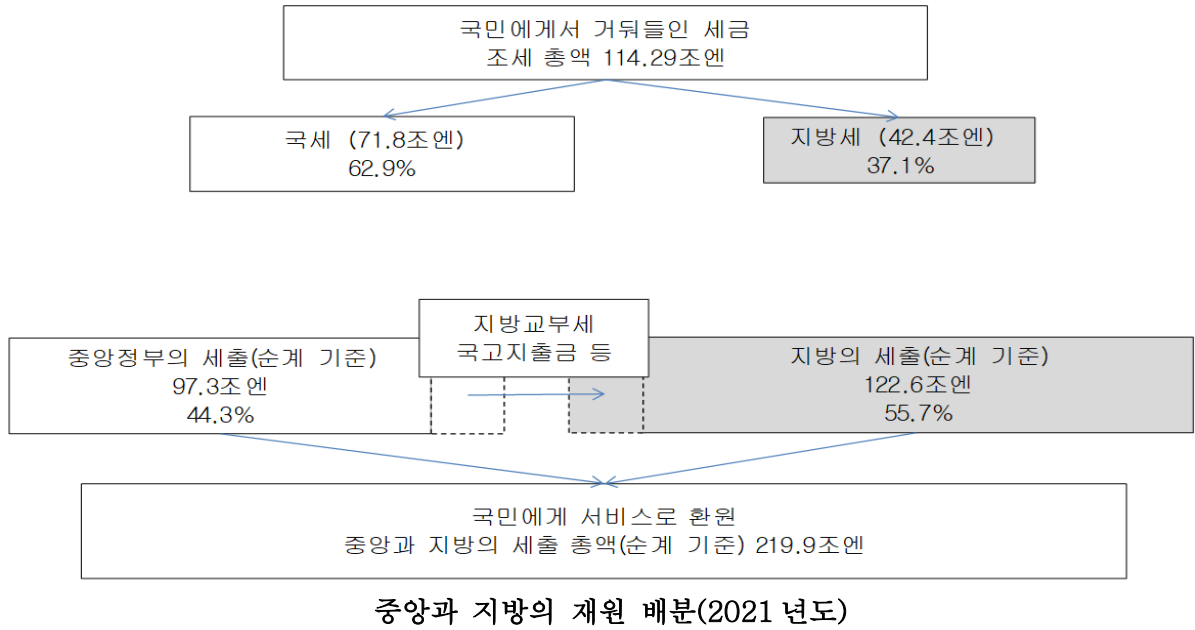 국민에게서 거둬들인 세금
조세 총액 114.29조엔
국세 (71.8조엔)
62.9%
지방세 (42.4조엔)
37.1%
지방교부세
국고지출금 등
중앙정부의 세출(순계 기준)
97.3조엔
44.3%
지방의 세출(순계 기준)
122.6조엔
55.7%
국민에게 서비스로 환원
중앙과 지방의 세출 총액(순계 기준) 219.9조엔
중앙과 지방의 재원 배분(2021년도)